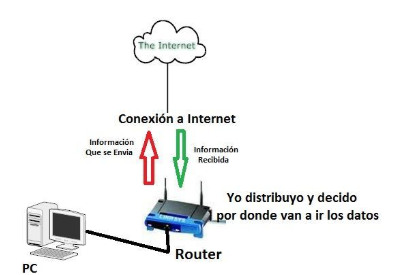 The Internet
Conexión a Internet
Información
Que se Envia
Información
Recibida
Yo distribuyo y decido
por donde van a ir los datos
Router
PC